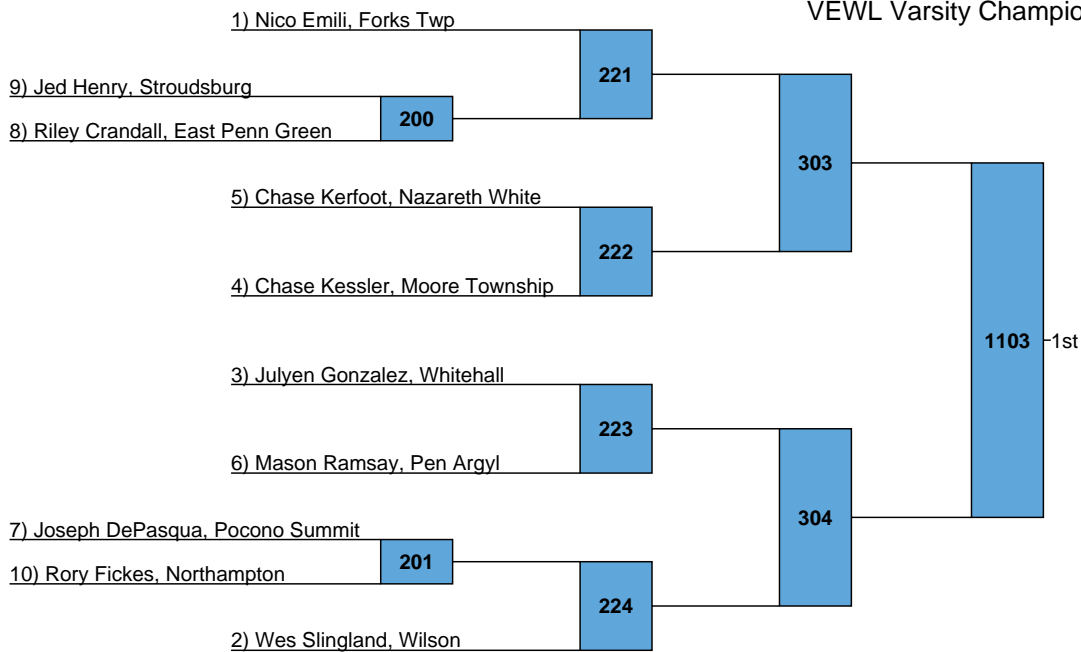 VEWL Varsity Champio
1) Nico Emili, Forks Twp
221
9) Jed Henry, Stroudsburg
200
8) Riley Crandall, East Penn Green
303
5) Chase Kerfoot, Nazareth White
222
4) Chase Kessler, Moore Township
1103
1st
3) Julyen Gonzalez, Whitehall
223
6) Mason Ramsay, Pen Argyl
304
7) Joseph DePasqua, Pocono Summit
201
10) Rory Fickes, Northampton
224
2) Wes Slingland, Wilson